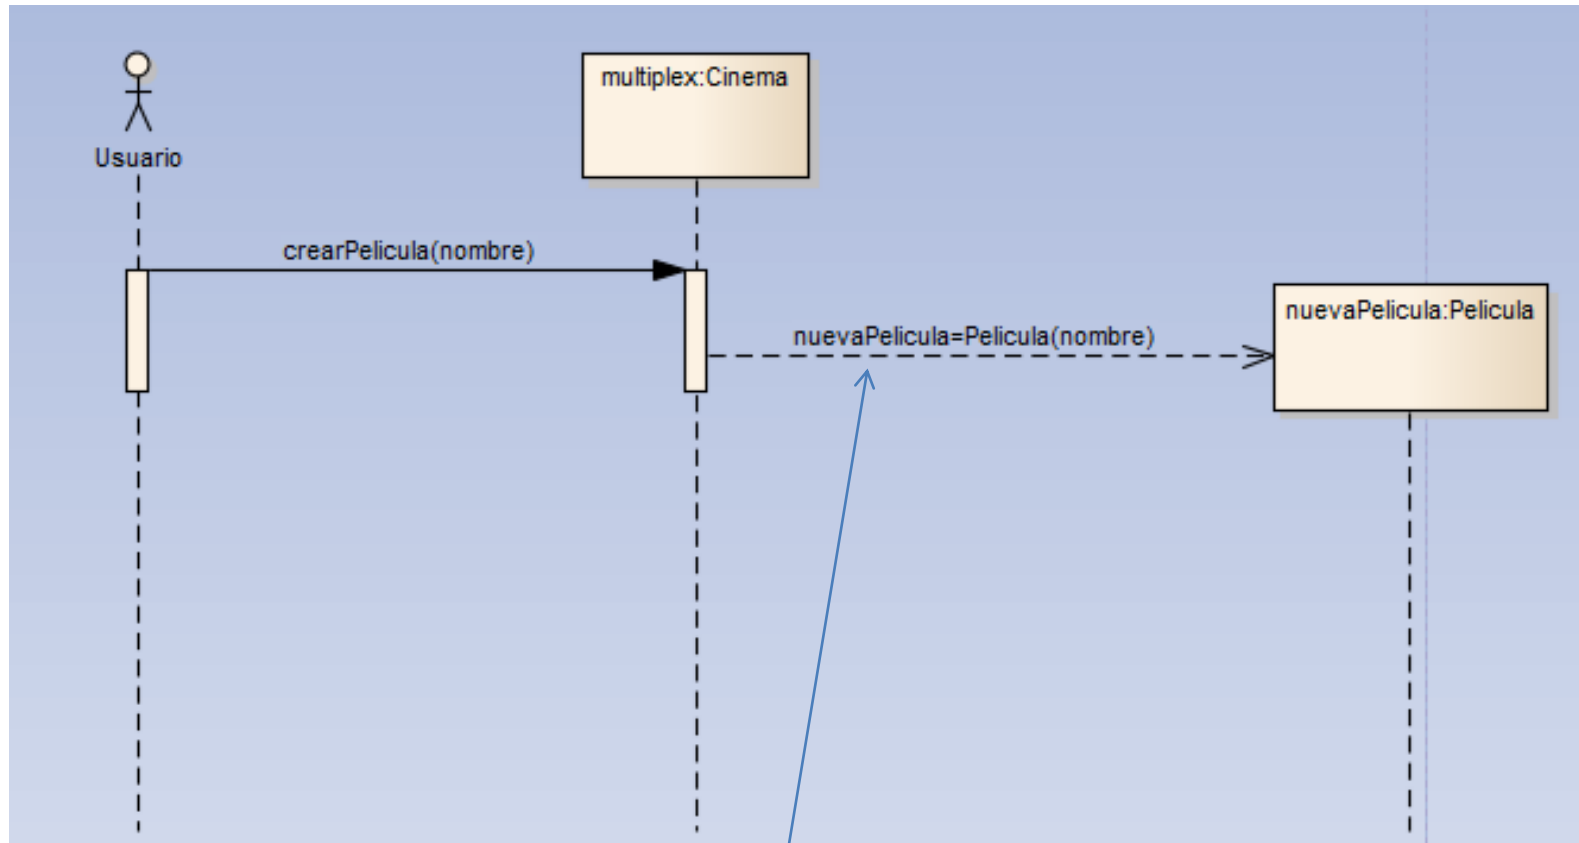 multiplex:Cinema
Usuario
crearPelicula(nombre)
nuevaPelicula=Pelicula(nombre)
nuevaPelicula:Pelicula